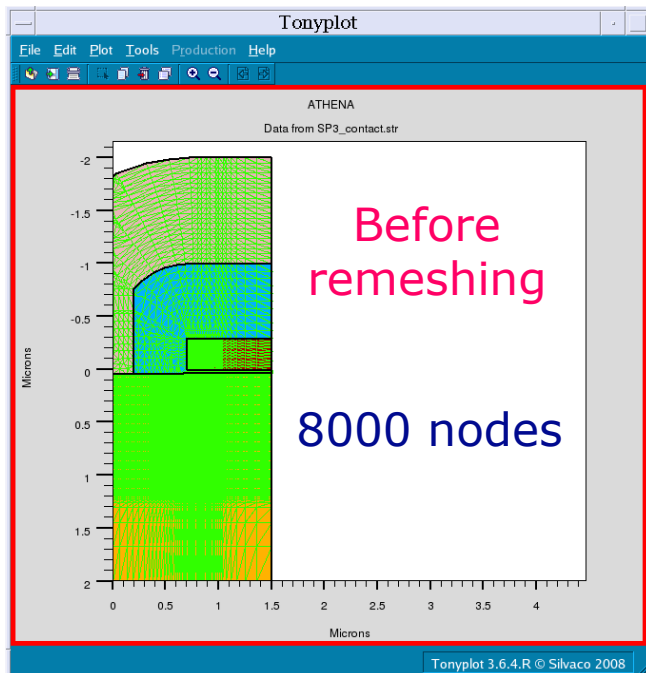 Tonyplot
File Edit Plot Tools Production Help
ATHENA
Data from SP3_contact.str
-2
-1.5
-1
-0.5
0
0.5
1
1.5
2
Microns
Before
remeshing
8000 nodes
0 0.5 1 1.5 2 2.5 3 3.5 4
Microns
Tonyplot 3.6.4.R © Silvaco 2008